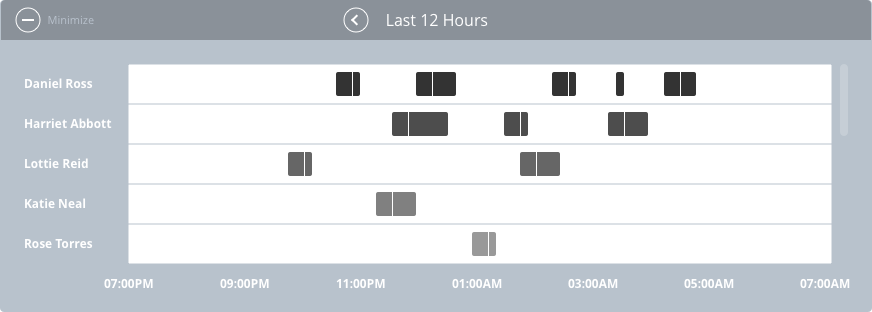 Minimize
Last 12 Hours
Daniel Ross
Harriet Abbott
Lottie Reid
Katie Neal
Rose Torres
07:00PM 09:00PM 11:00PM 01:00AM 03:00AM 05:00AM 07:00AM